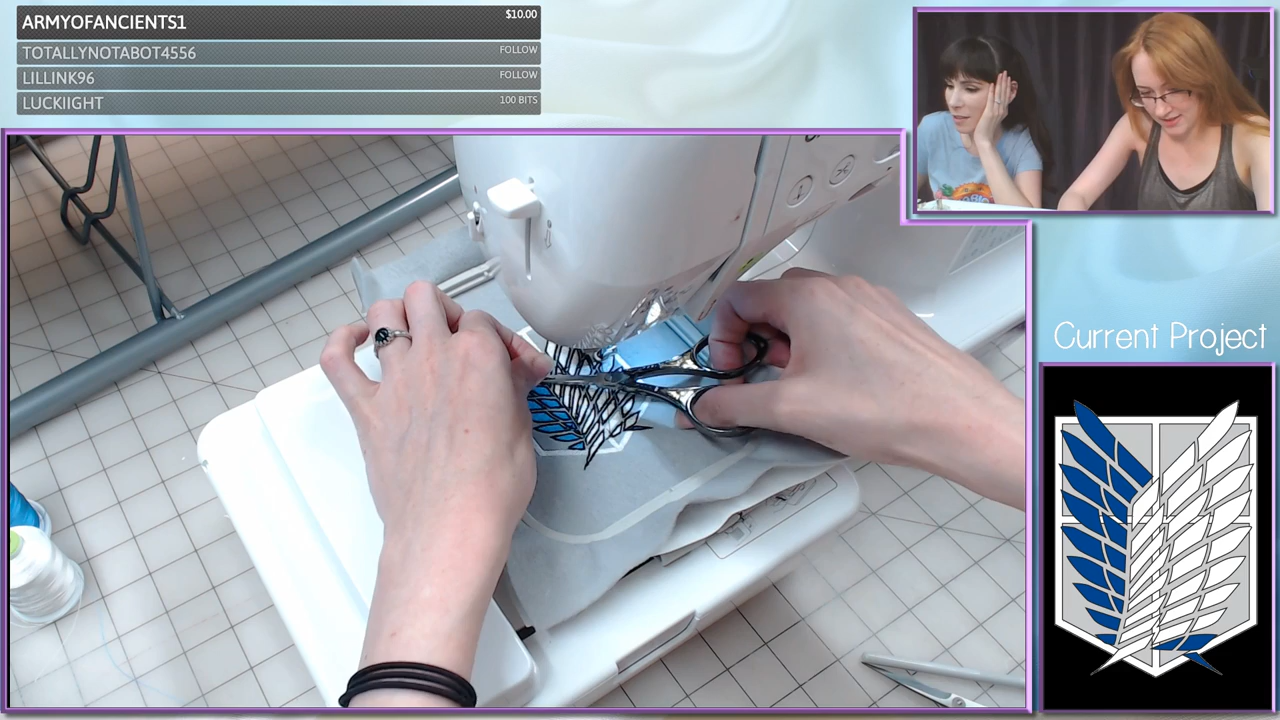 ARMYOFANCIENTS1 $10.00
TOTALLYNOTABOT4556 FOLLOW
LILLINK96 FOLLOW
LUCKIIGHT 100 BITS
Current Project